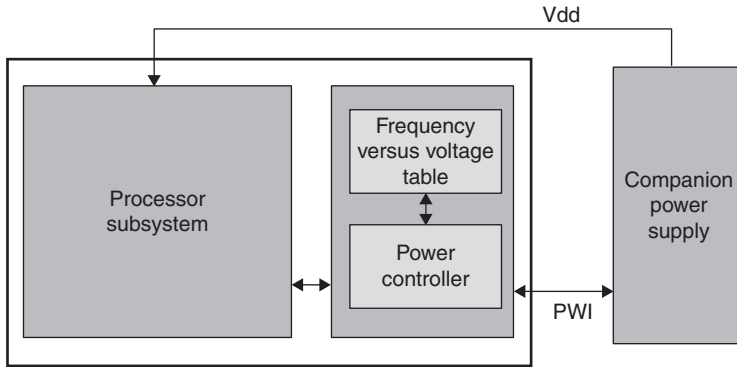 Vdd
Frequency
versus voltage
table
Processor
subsystem
Power
controller
Companion
power
supply
PWI